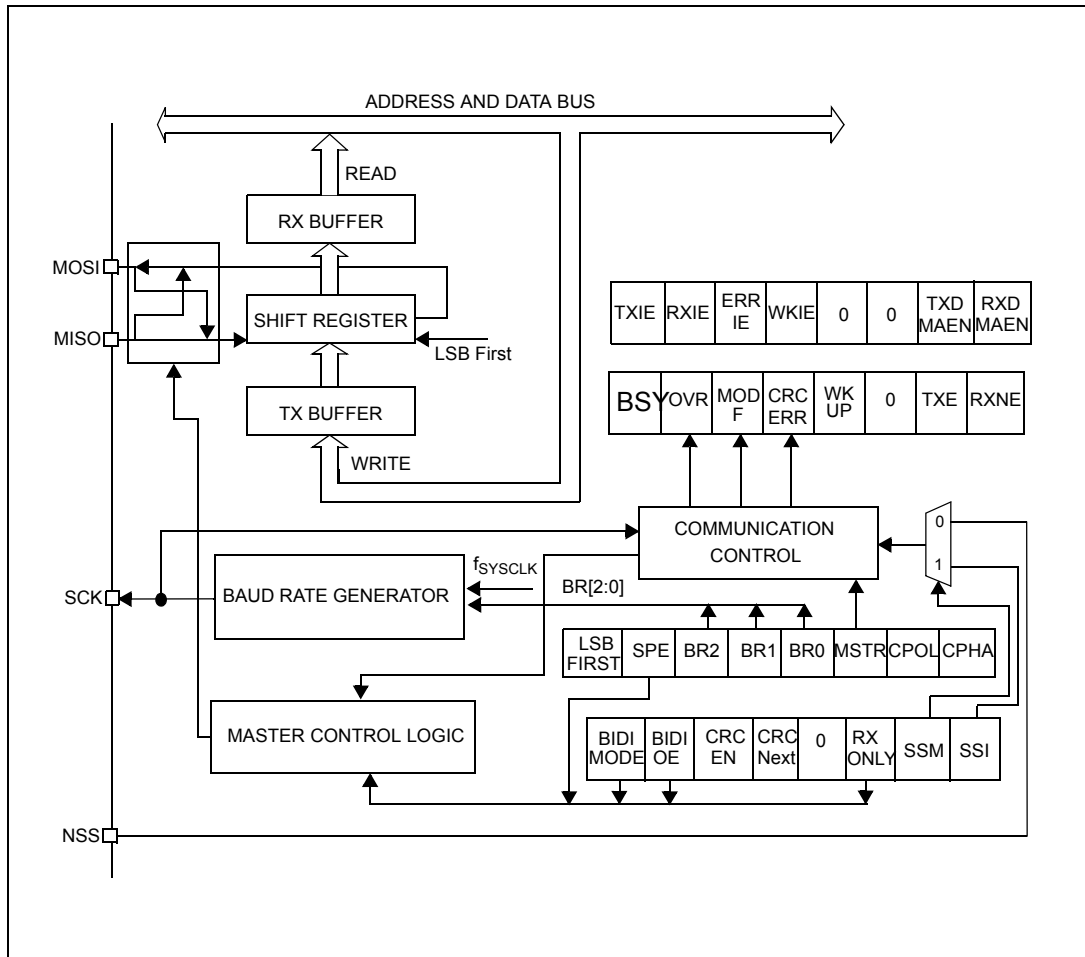 ADDRESS AND DATA BUS
READ
RX BUFFER
MOSI
SHIFT REGISTER
MISO
LSB First
TX BUFFER
WRITE
TXIE RXIE ERR IE WKIE 0 0 TXD MAEN RXD MAEN
BSY OVR MOD F CRC ERR WK UP 0 TXE RXNE
COMMUNICATION
CONTROL
0
1
fSYSCLK
BR[2:0]
SCK
BAUD RATE GENERATOR
LSB FIRST SPE BR2 BR1 BR0 MSTR CPOL CPHA
MASTER CONTROL LOGIC
BIDI MODE BIDI OE CRC EN CRC Next 0 RX ONLY SSM SSI
NSS